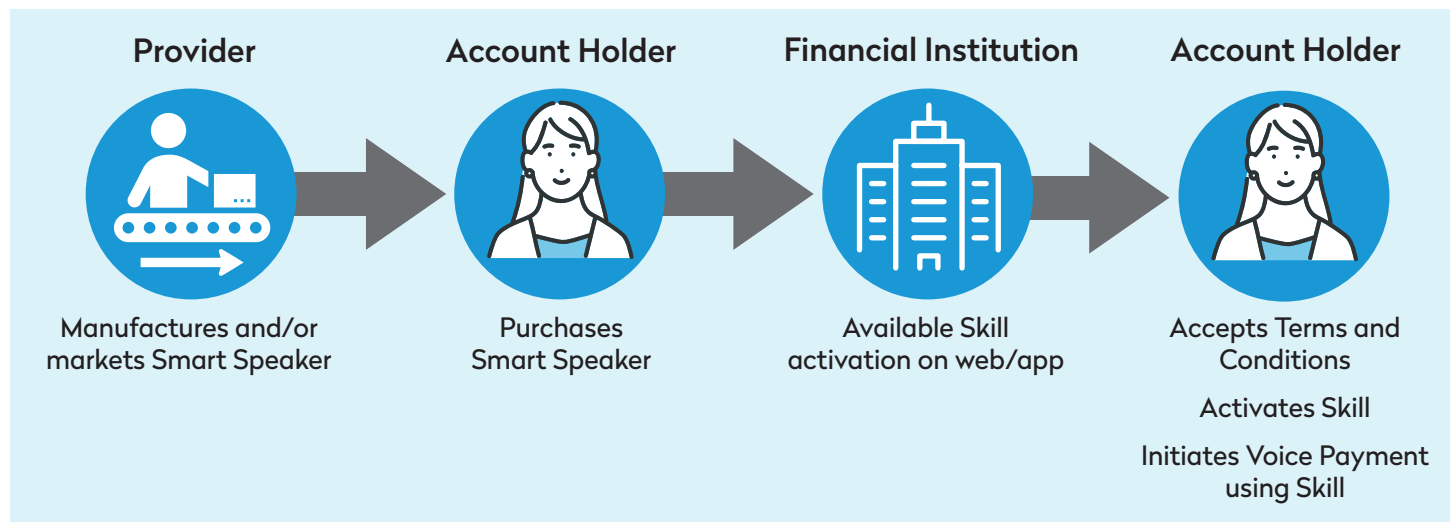 Provider
Manufactures and/or
markets Smart Speaker
Account Holder
Purchases
Smart Speaker
Financial Institution
Available Skill
activation on web/app
Account Holder
Accepts Terms and
Conditions
Activates Skill
Initiates Voice Payment
using Skill